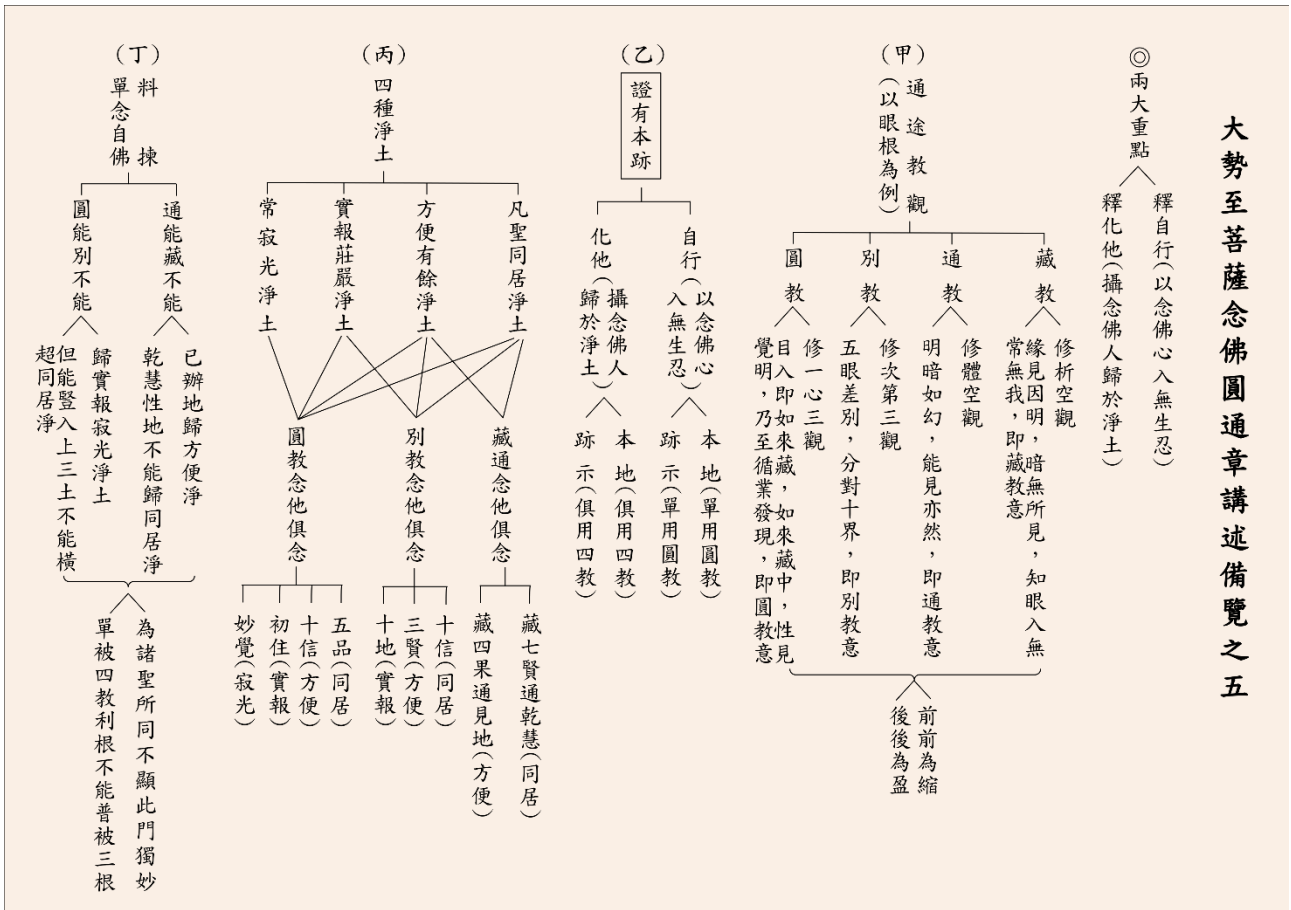 大勢至菩薩念佛圓通章講述備覽之五
◎兩大重點
釋自行（以念佛心入無生忍）
釋化他（攝念佛人歸於淨土）
（甲）
通途教觀
（以眼根為例）
藏教
修析空觀
緣見因明，暗無所見，知眼入無
常無我，即藏教意
通教
修體空觀
明暗如幻，能見亦然，即通教意
別教
修次第三觀
五眼差別，分對十界，即別教意
圓教
修一心三觀
目入即如來藏，如來藏中，性見
覺明，乃至循業發現，即圓教意
前前為縮
後後為盈
（乙）
證有本跡
自行（以念佛心
入無生忍）
本地（單用圓教）
跡示（單用圓教）
化他（攝念佛人
歸於淨土）
本地（俱用四教）
跡示（俱用四教）
（丙）
四種淨土
凡聖同居淨土
方便有餘淨土
實報莊嚴淨土
常寂光淨土
藏通念他俱念
藏七賢通乾慧（同居）
藏四果通見地（方便）
別教念他俱念
十信（同居）
三賢（方便）
十地（實報）
圓教念他俱念
五品（同居）
十信（方便）
初住（實報）
妙覺（寂光）
（丁）
料揀
單念自佛
通能藏不能
已辦地歸方便淨
乾慧性地不能歸同居淨
圓能別不能
歸實報寂光淨土
但能豎入上三土不能橫
超同居淨
為諸聖所同不顯此門獨妙
單被四教利根不能普被三根